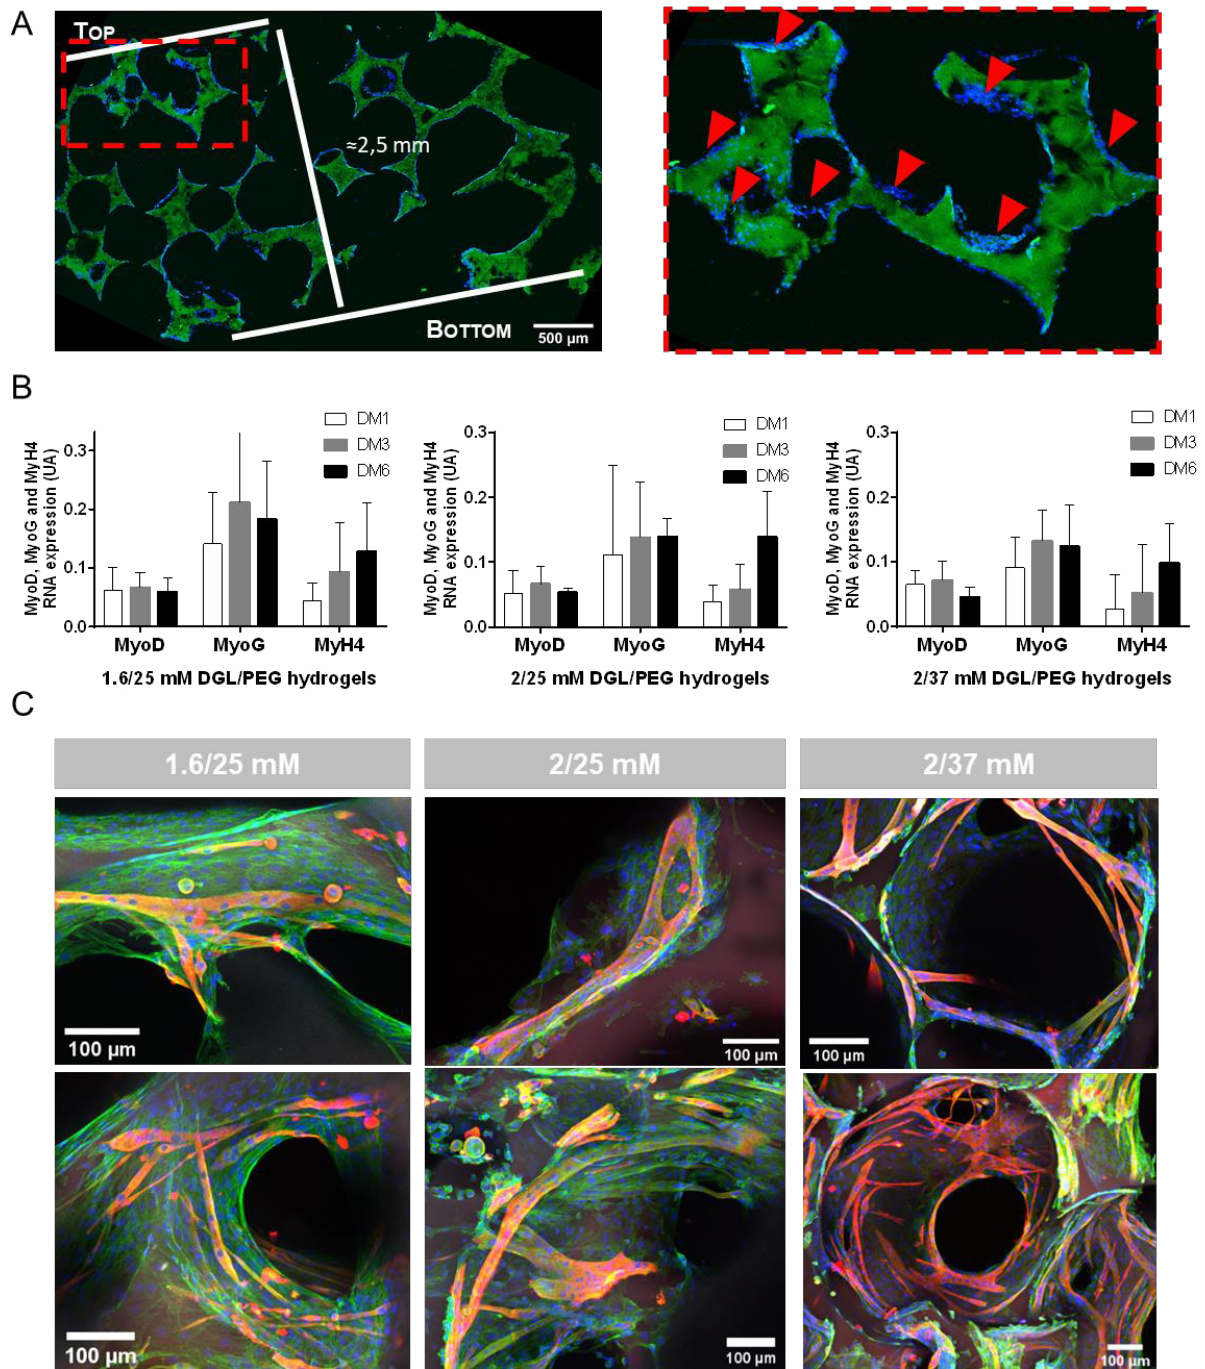 A
TOP
≈2,5 mm
BOTTOM
500 µm
B
MyoD, MyoG and MyH4
RNA expression (UA)
0.3
0.2
0.1
0.0
DM1
DM3
DM6
MyoD MyoG MyH4
1.6/25 mM DGL/PEG hydrogels
MyoD, MyoG and MyH4
RNA expression (UA)
0.3
0.2
0.1
0.0
DM1
DM3
DM6
MyoD MyoG MyH4
2/25 mM DGL/PEG hydrogels
MyoD, MyoG and MyH4
RNA expression (UA)
0.3
0.2
0.1
0.0
DM1
DM3
DM6
MyoD MyoG MyH4
2/37 mM DGL/PEG hydrogels
C
1.6/25 mM
2/25 mM
2/37 mM
100 µm
100 µm
100 µm
100 µm
100 µm
100 µm